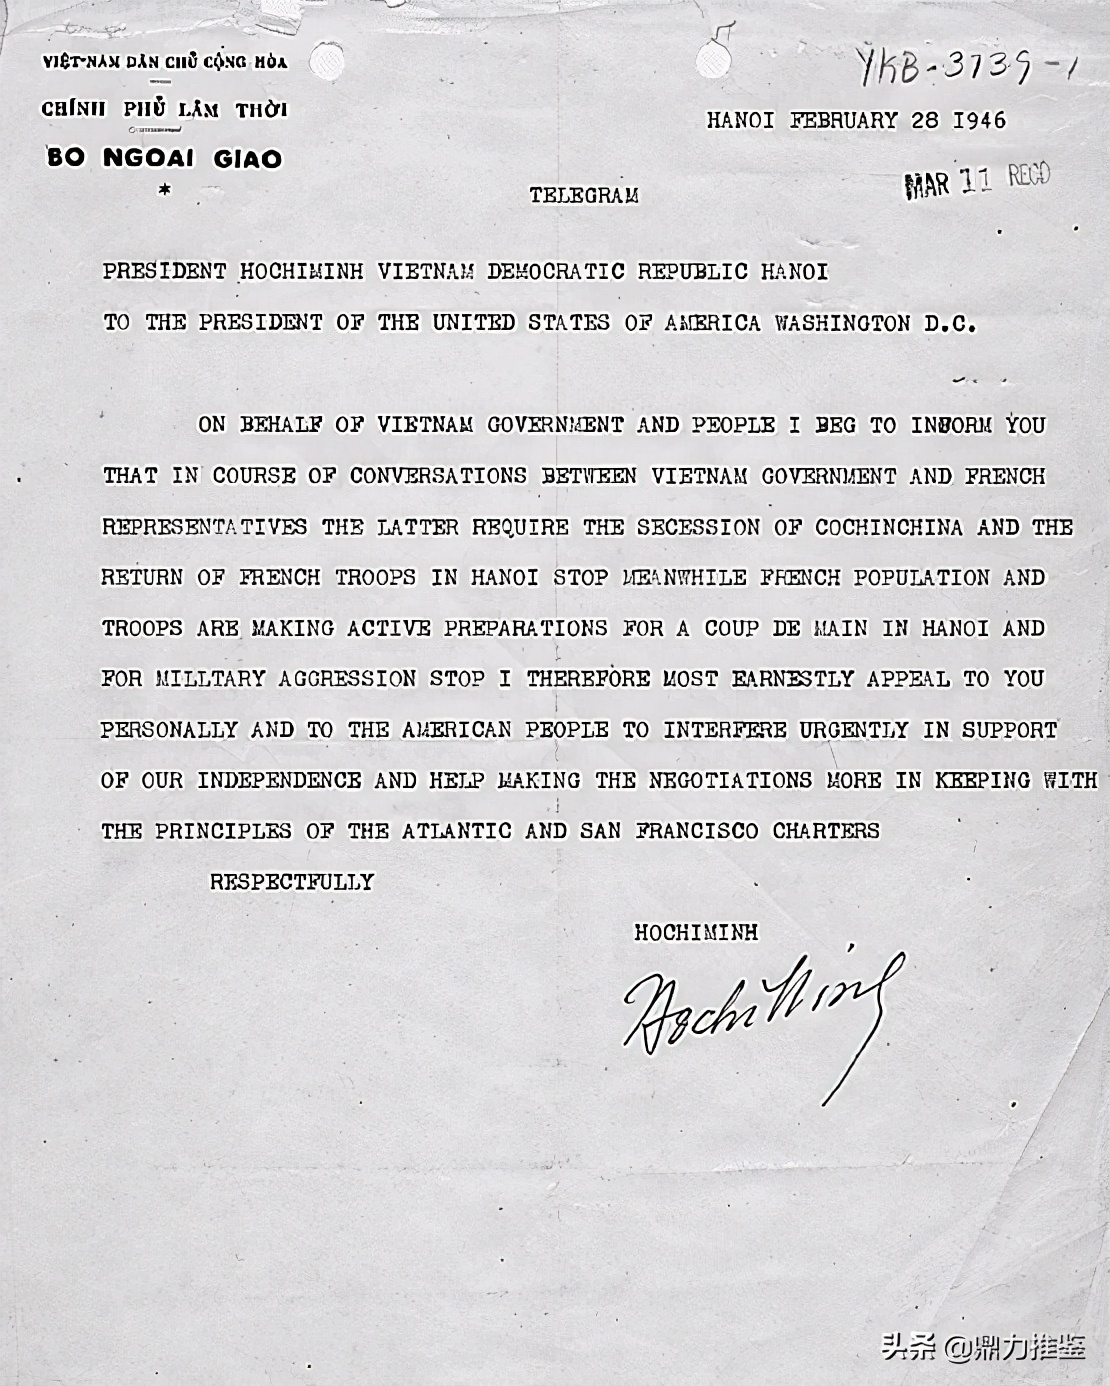 VIỆT-NAM DÂN CHỦ CỘNG HÒA
CHÍNH PHỦ LÂM THỜI
BO NGOAI GIAO
*
YKB-3739-1
HANOI FEBRUARY 28 1946
MAR 11 RECD
TELEGRAM
PRESIDENT HOCHIMINH VIETNAM DEMOCRATIC REPUBLIC HANOI
TO THE PRESIDENT OF THE UNITED STATES OF AMERICA WASHINGTON D.C.
ON BEHALF OF VIETNAM GOVERNMENT AND PEOPLE I BEG TO INFORM YOU
THAT IN COURSE OF CONVERSATIONS BETWEEN VIETNAM GOVERNMENT AND FRENCH
REPRESENTATIVES THE LATTER REQUIRE THE SECESSION OF COCHINCHINA AND THE
RETURN OF FRENCH TROOPS IN HANOI STOP MEANWHILE FRENCH POPULATION AND
TROOPS ARE MAKING ACTIVE PREPARATIONS FOR A COUP DE MAIN IN HANOI AND
FOR MILLTARY AGGRESSION STOP I THEREFORE MOST EARNESTLY APPEAL TO YOU
PERSONALLY AND TO THE AMERICAN PEOPLE TO INTERFERE URGENTLY IN SUPPORT
OF OUR INDEPENDENCE AND HELP MAKING THE NEGOTIATIONS MORE IN KEEPING WITH
THE PRINCIPLES OF THE ATLANTIC AND SAN FRANCISCO CHARTERS
RESPECTFULLY
HOCHIMINH
HochiMinh
头条 @鼎力推鉴